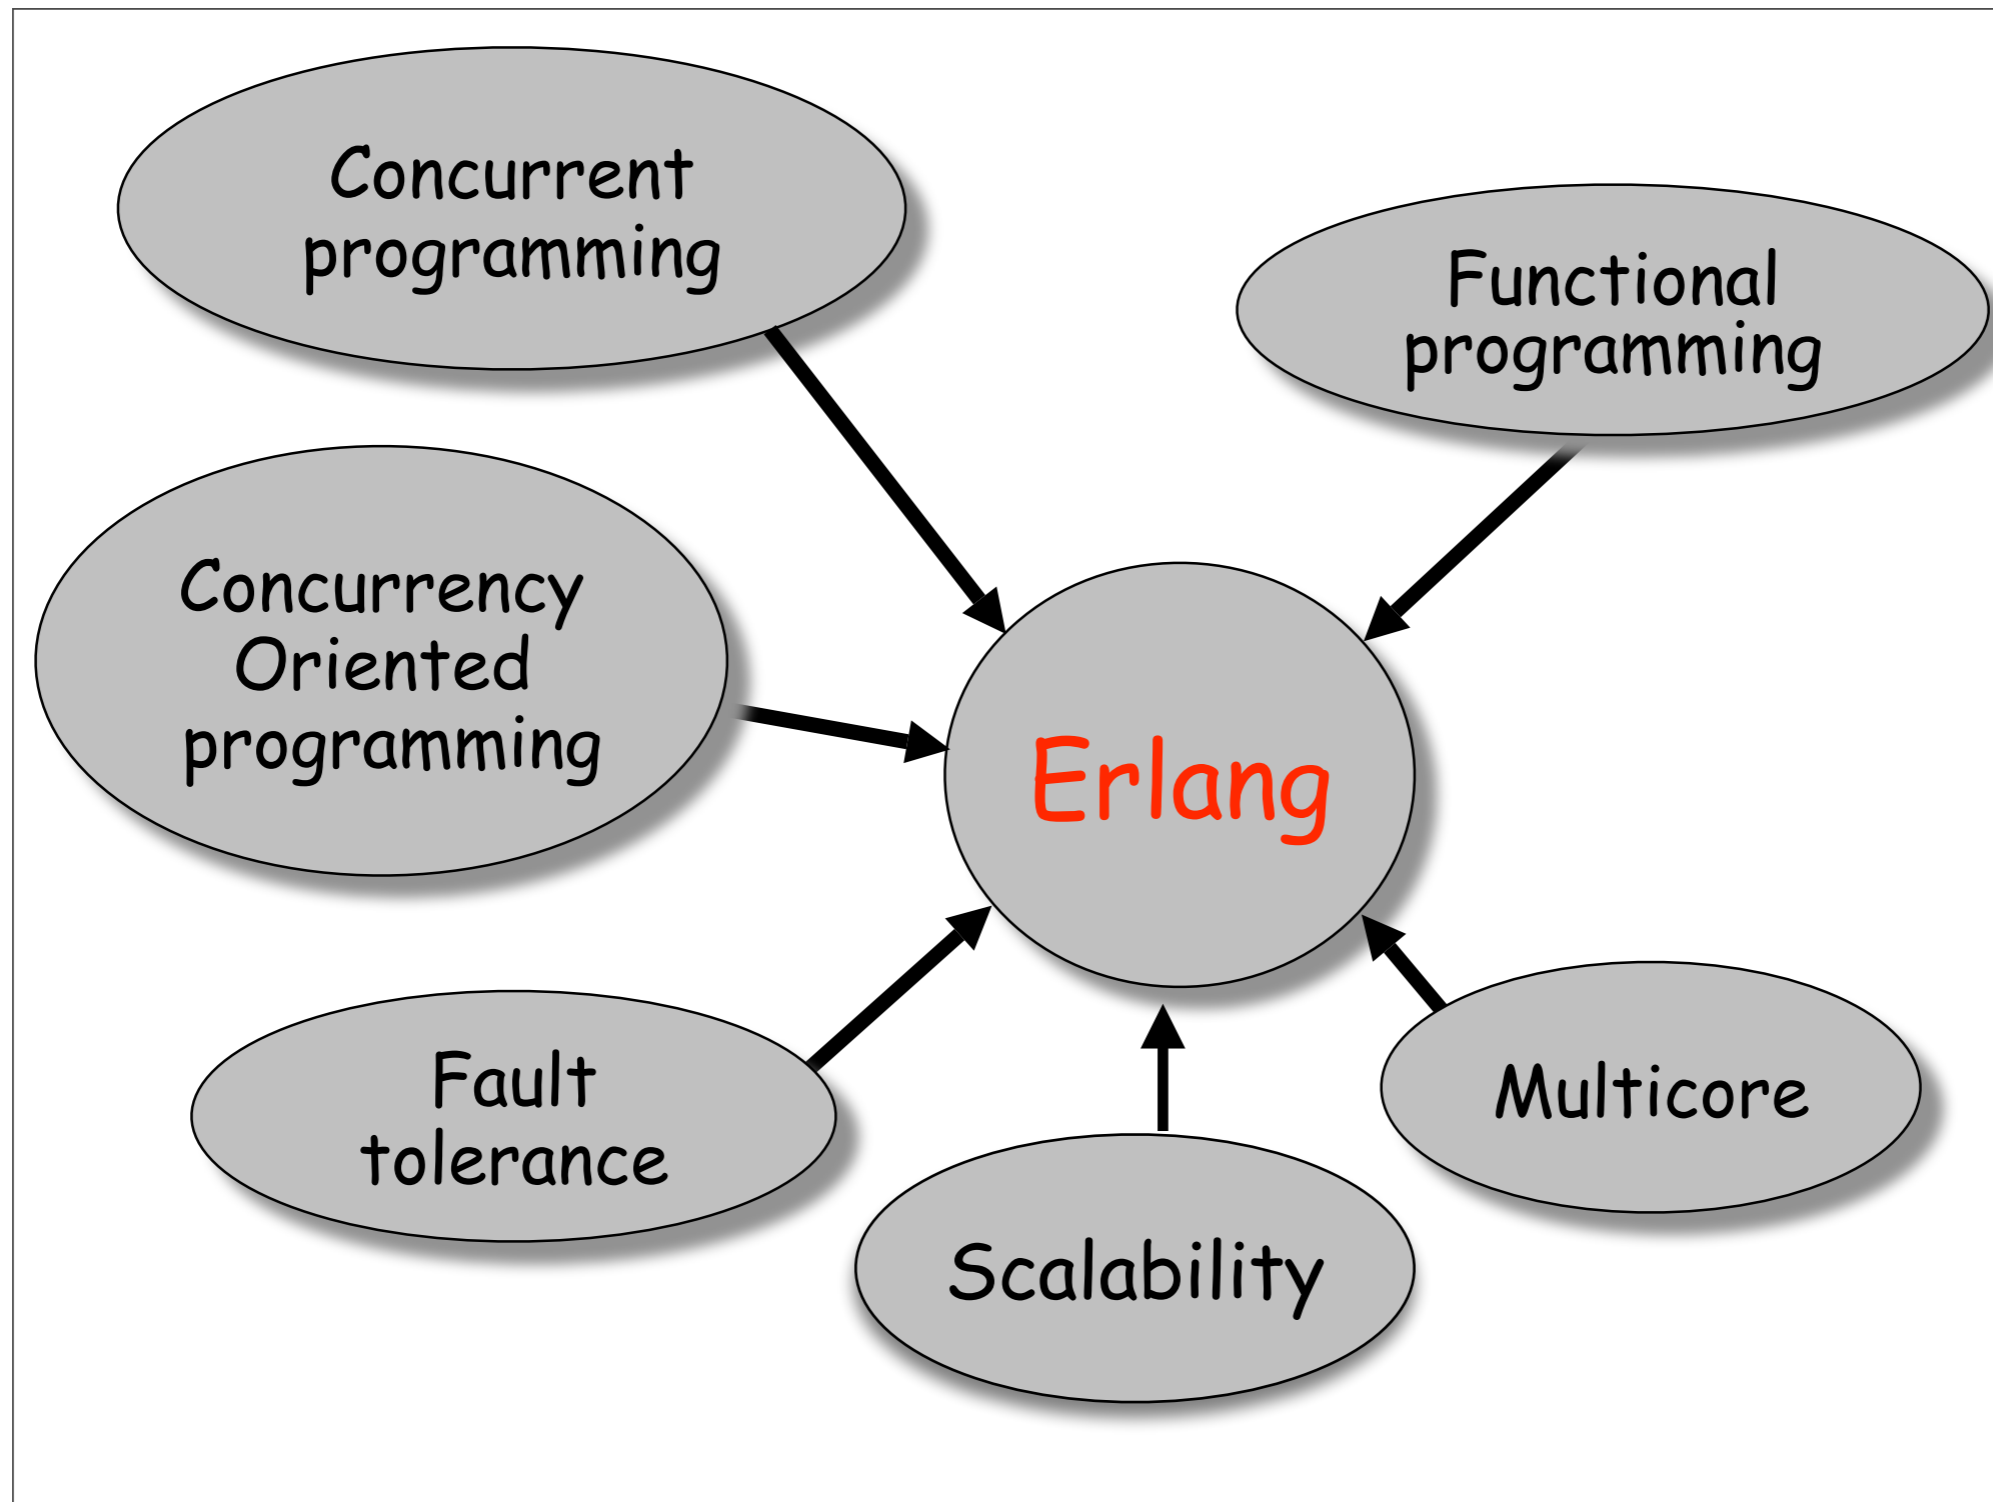 Concurrent
programming
Functional
programming
Concurrency
Oriented
programming
Erlang
Fault
tolerance
Multicore
Scalability